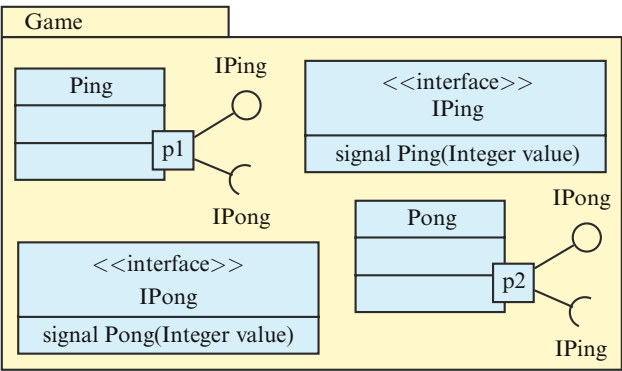 Game
Ping
IPing
p1
IPong
<<interface>>
IPing
signal Ping(Integer value)
<<interface>>
IPong
signal Pong(Integer value)
Pong
IPong
p2
IPing